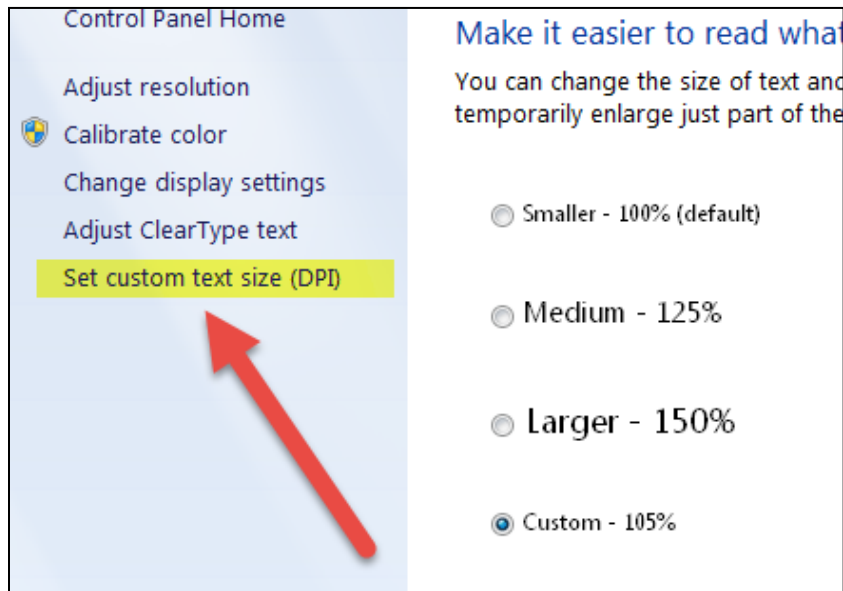 Control Panel Home
Adjust resolution
Calibrate color
Change display settings
Adjust ClearType text
Set custom text size (DPI)
Make it easier to read what
You can change the size of text and
temporarily enlarge just part of the
Smaller - 100% (default)
Medium - 125%
Larger - 150%
Custom - 105%